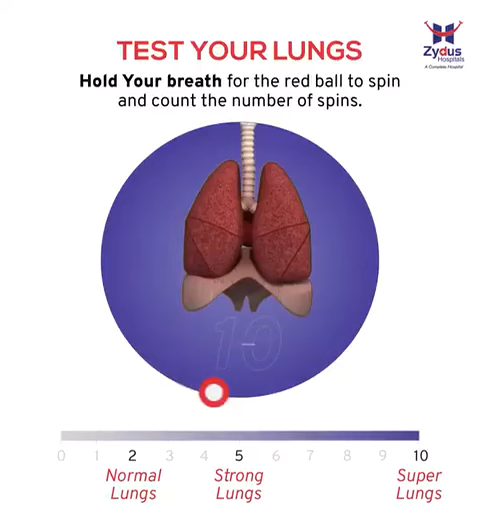 TEST YOUR LUNGS
Zydus
Hospitals
A Complete Hospital
Hold Your breath for the red ball to spin
and count the number of spins.
10
0 1 2 3 4 5 6 7 8 9 10
Normal Strong Super
Lungs Lungs Lungs